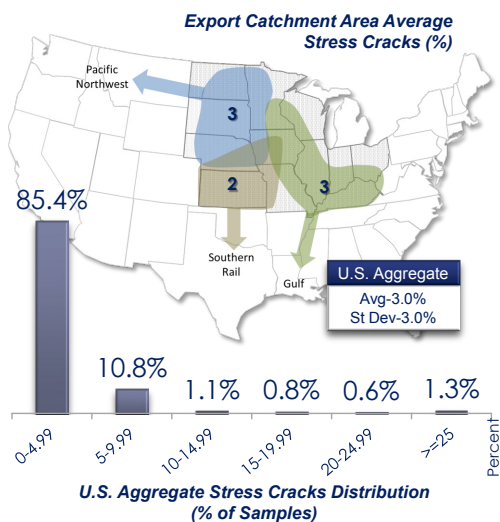 Export Catchment Area Average
Stress Cracks (%)
Pacific
Northwest
3
2
3
Southern
Rail
Gulf
U.S. Aggregate
Avg-3.0%
St Dev-3.0%
85.4%
10.8%
1.1%
0.8%
0.6%
1.3%
0-4.99
5-9.99
10-14.99
15-19.99
20-24.99
>=25
Percent
U.S. Aggregate Stress Cracks Distribution
(% of Samples)